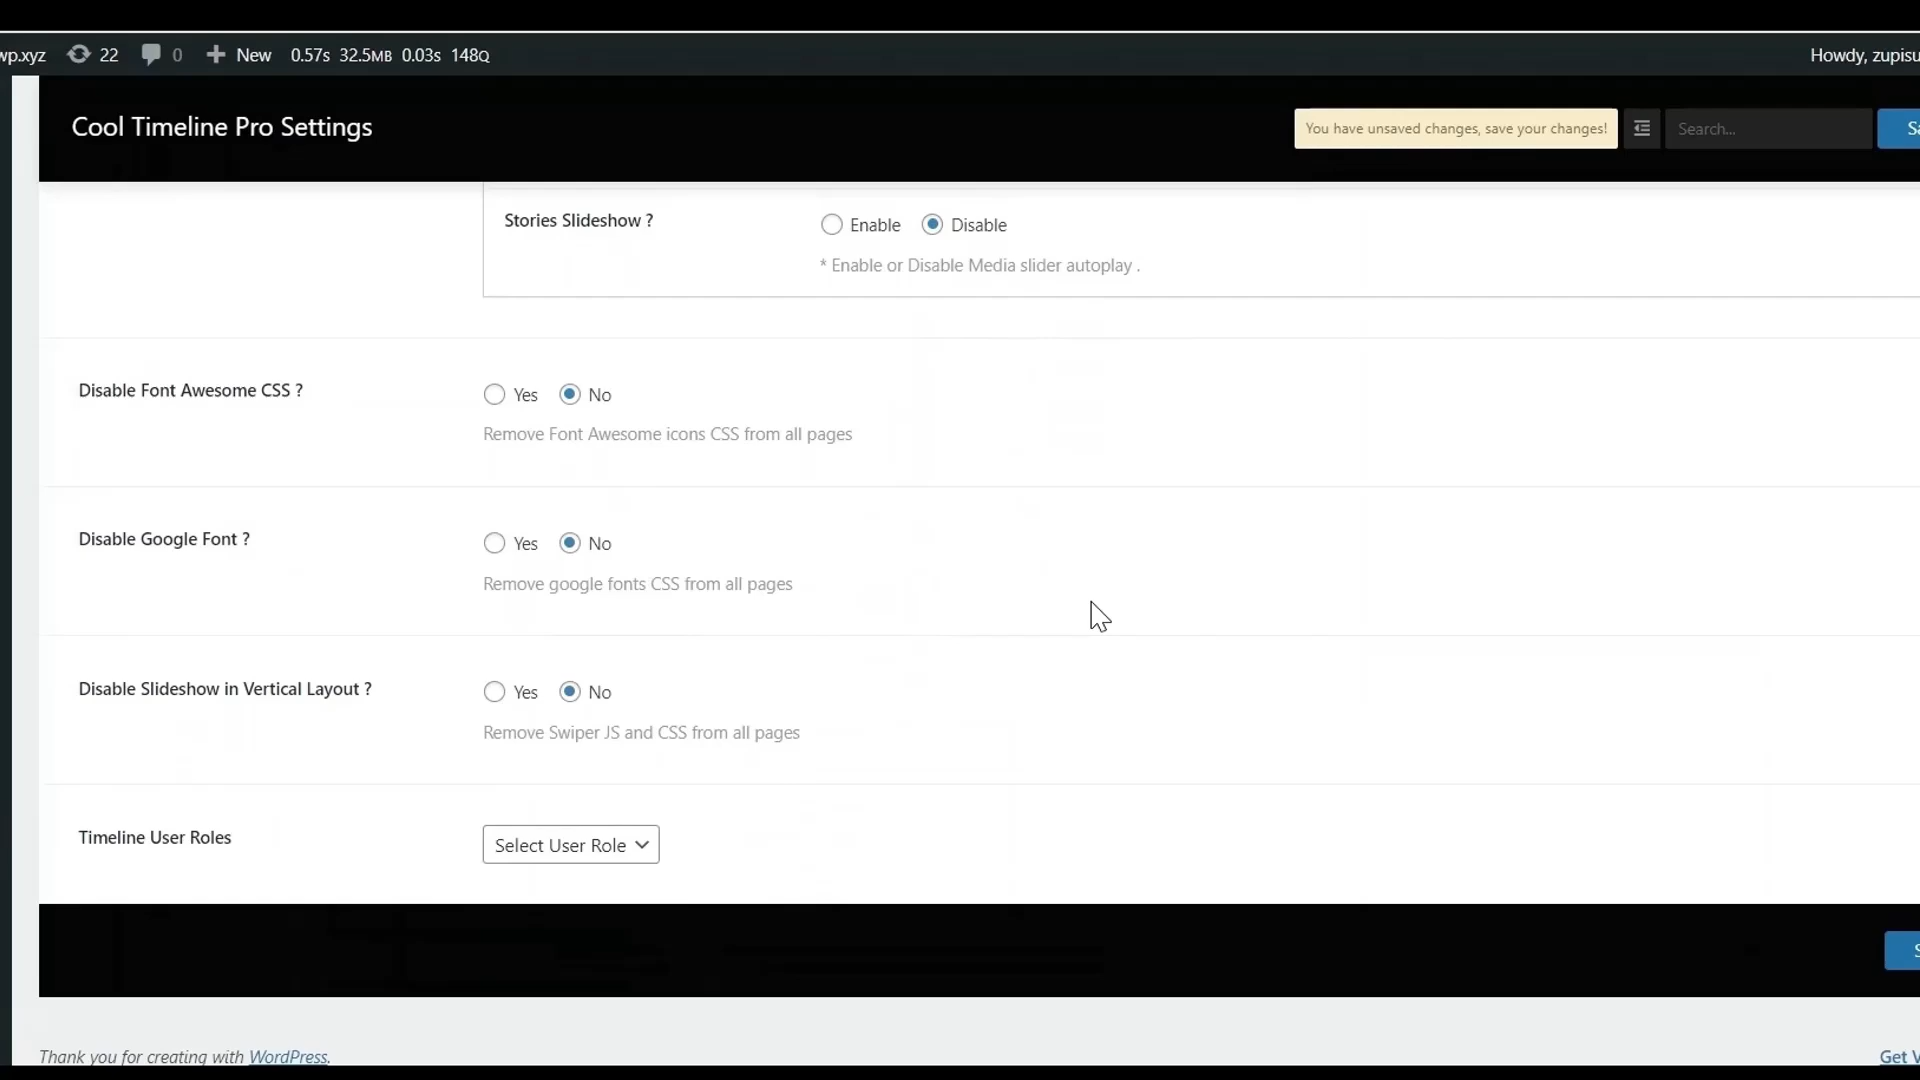 wp.xyz 22 0 New 0.57s 32.5MB 0.03s 148Q Howdy, zupisu
Cool Timeline Pro Settings
You have unsaved changes, save your changes!
Search...
Sa
Stories Slideshow ?
Enable Disable
* Enable or Disable Media slider autoplay .
Disable Font Awesome CSS ?
Yes No
Remove Font Awesome icons CSS from all pages
Disable Google Font ?
Yes No
Remove google fonts CSS from all pages
Disable Slideshow in Vertical Layout ?
Yes No
Remove Swiper JS and CSS from all pages
Timeline User Roles
Select User Role
S
Thank you for creating with WordPress.
Get V